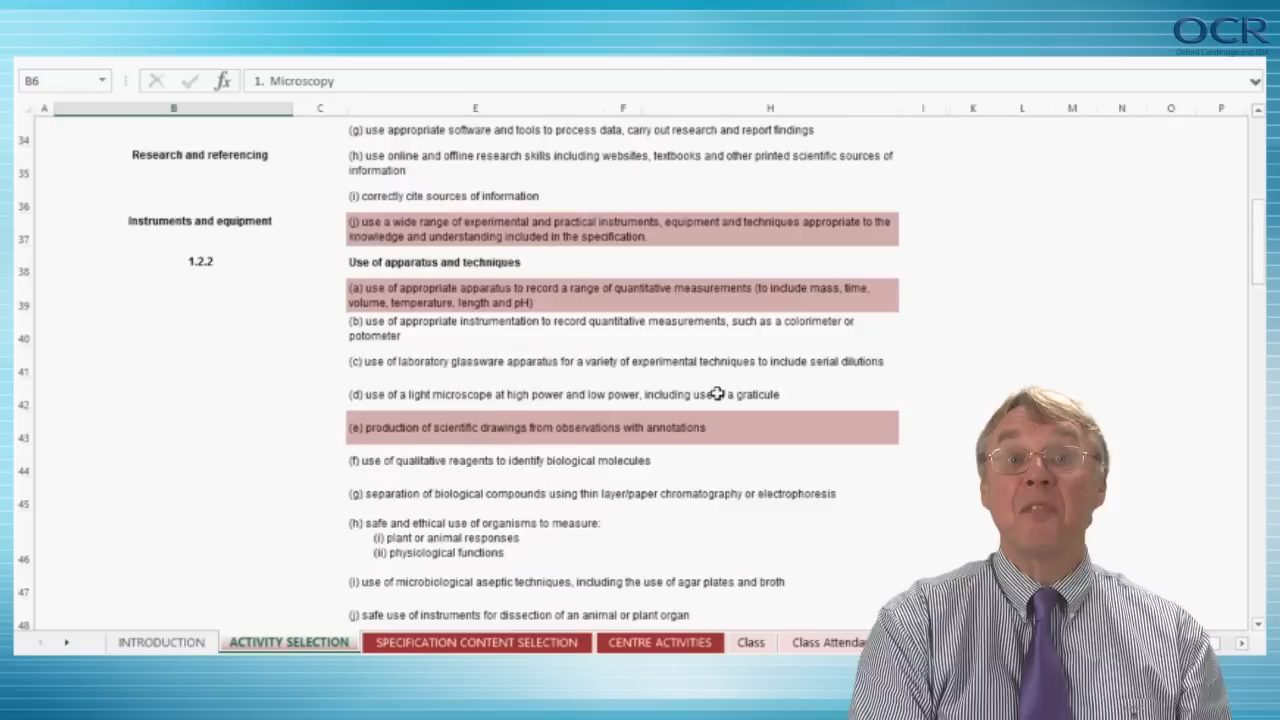 OCR
Oxford Cambridge and RSA
B6
fx
1. Microscopy
A B C E F H I K L M N O P
34 (g) use appropriate software and tools to process data, carry out research and report findings
Research and referencing
35 (h) use online and offline research skills including websites, textbooks and other printed scientific sources of
information
36 (i) correctly cite sources of information
Instruments and equipment
37 (j) use a wide range of experimental and practical instruments, equipment and techniques appropriate to the
knowledge and understanding included in the specification.
38 1.2.2 Use of apparatus and techniques
39 (a) use of appropriate apparatus to record a range of quantitative measurements (to include mass, time,
volume, temperature, length and pH)
40 (b) use of appropriate instrumentation to record quantitative measurements, such as a colorimeter or
potometer
41 (c) use of laboratory glassware apparatus for a variety of experimental techniques to include serial dilutions
42 (d) use of a light microscope at high power and low power, including use a graticule
43 (e) production of scientific drawings from observations with annotations
44 (f) use of qualitative reagents to identify biological molecules
45 (g) separation of biological compounds using thin layer/paper chromatography or electrophoresis
46 (h) safe and ethical use of organisms to measure:
(i) plant or animal responses
(ii) physiological functions
47 (i) use of microbiological aseptic techniques, including the use of agar plates and broth
48 (j) safe use of instruments for dissection of an animal or plant organ
INTRODUCTION ACTIVITY SELECTION SPECIFICATION CONTENT SELECTION CENTRE ACTIVITIES Class Class Attenda